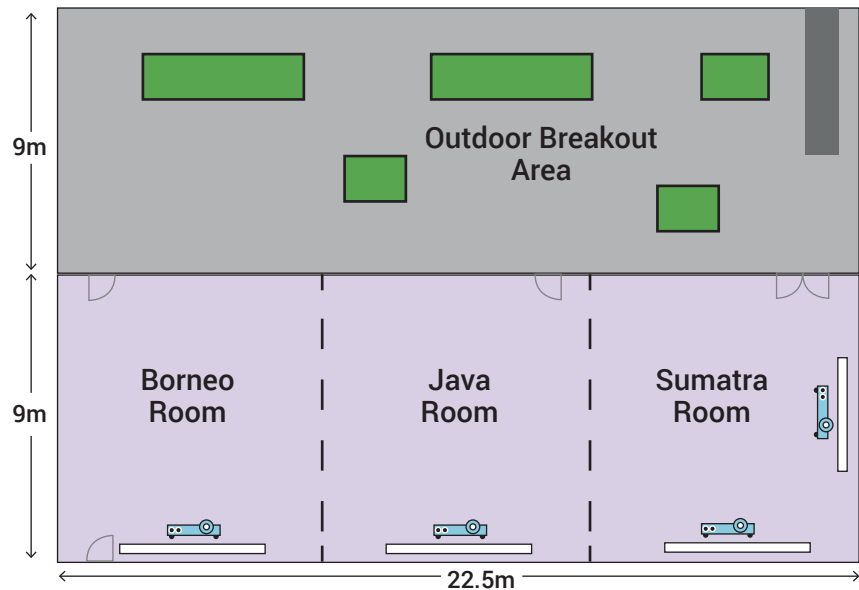 9m
Outdoor Breakout
Area
9m
Borneo
Room
Java
Room
Sumatra
Room
22.5m